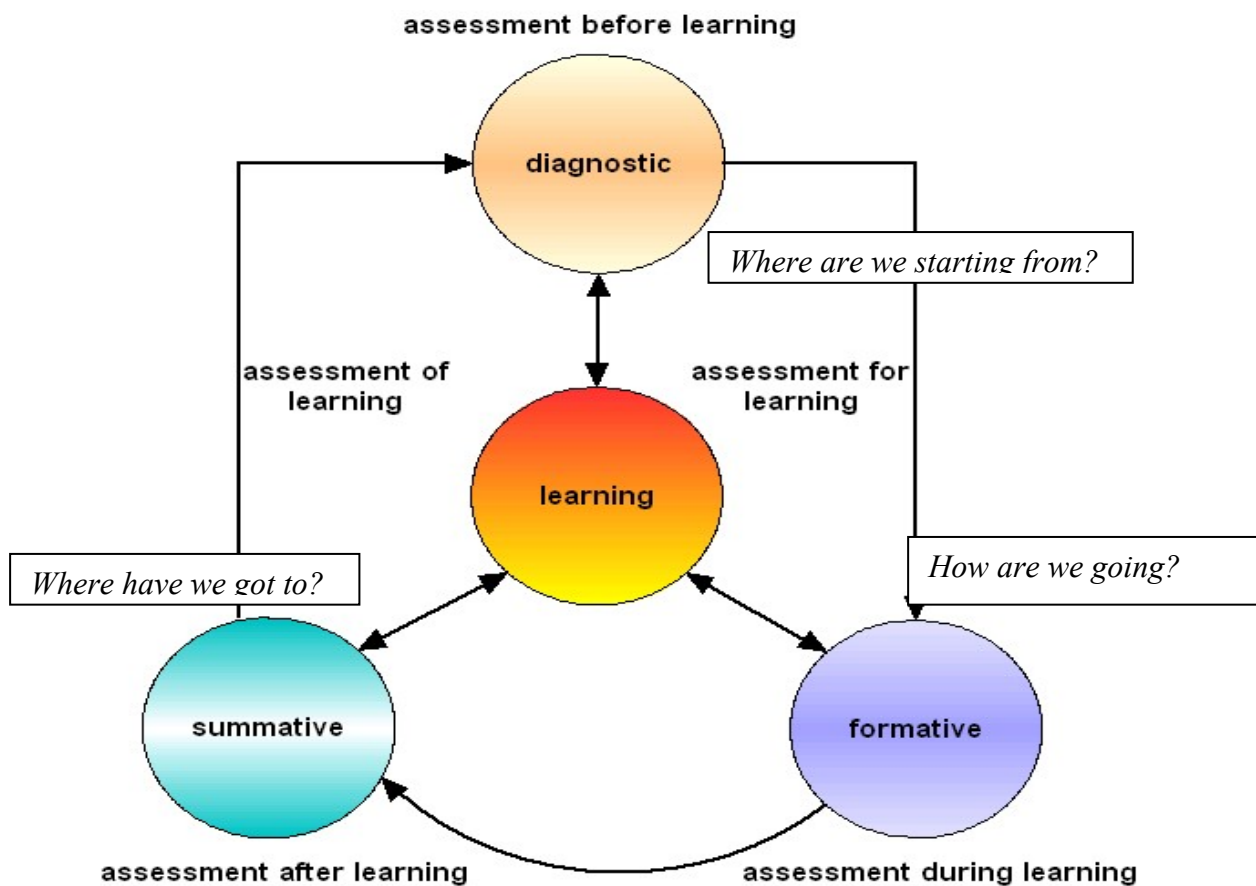 assessment before learning
diagnostic
Where are we starting from?
assessment of
learning
assessment for
learning
learning
Where have we got to?
How are we going?
summative
formative
assessment after learning
assessment during learning